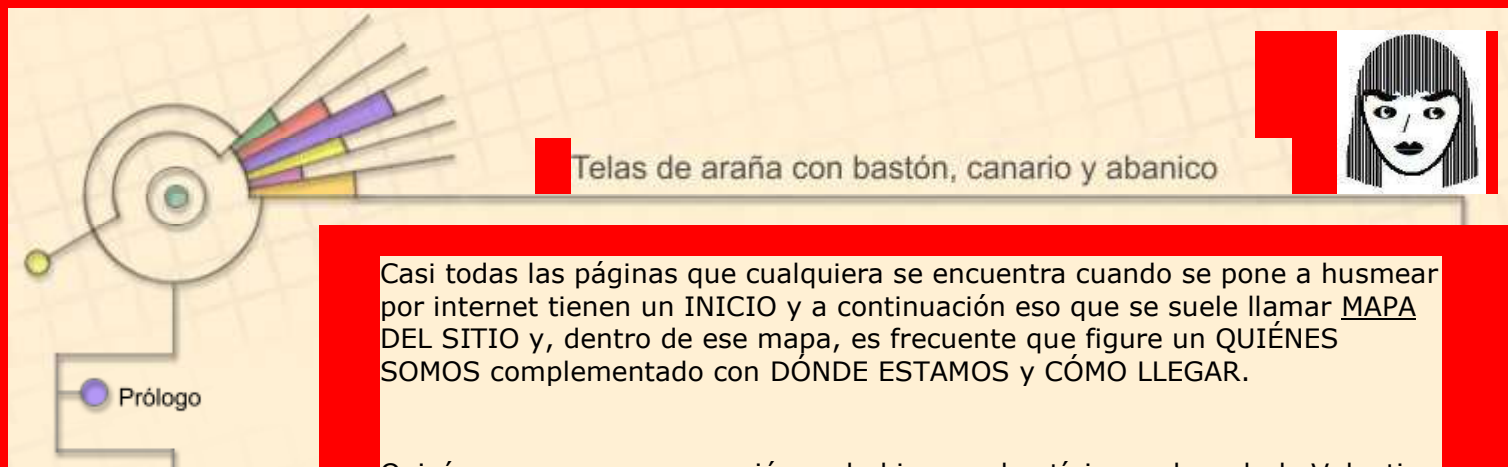 Telas de araña con bastón, canario y abanico
Casi todas las páginas que cualquiera se encuentra cuando se pone a husmear
por internet tienen un INICIO y a continuación eso que se suele llamar MAPA
DEL SITIO y, dentro de ese mapa, es frecuente que figure un QUIÉNES
SOMOS complementado con DÓNDE ESTAMOS y CÓMO LLEGAR.
Prólogo